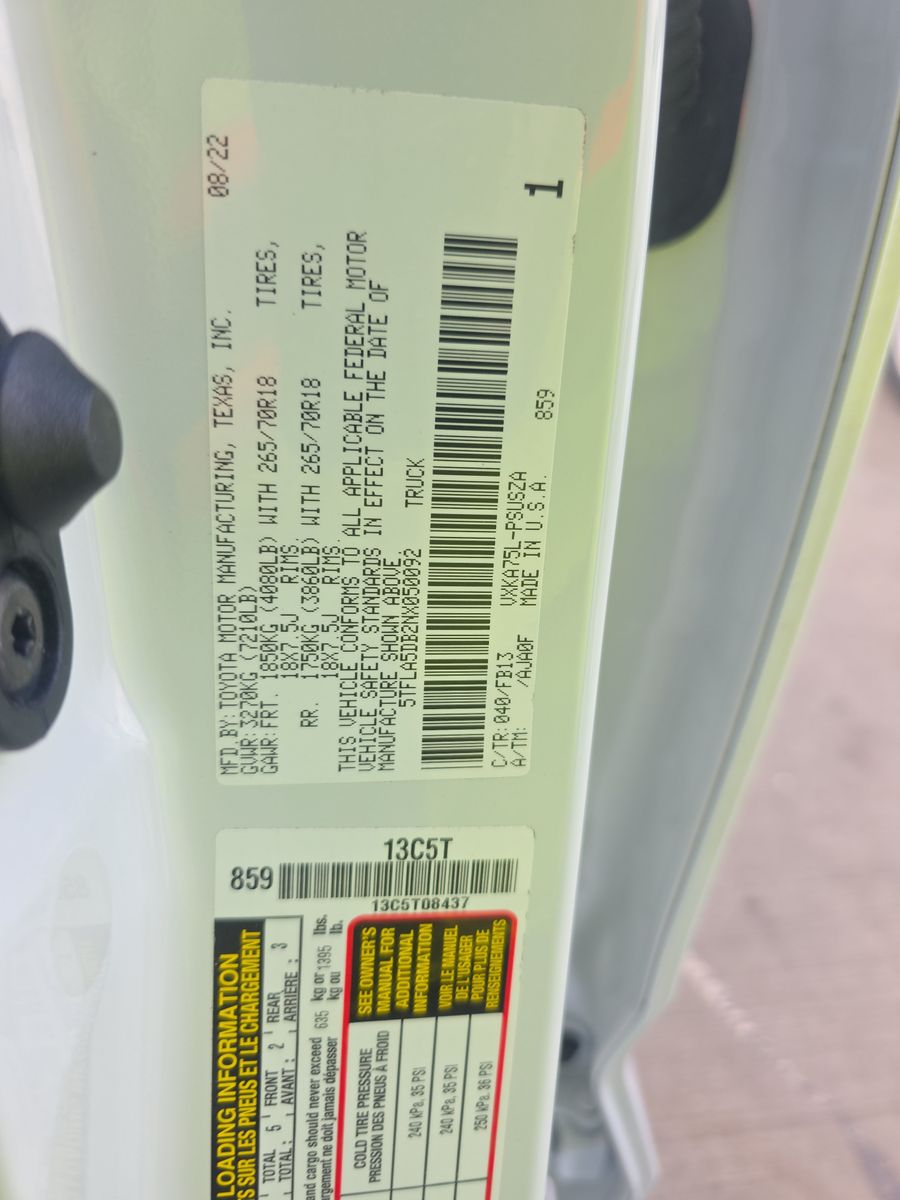 08/22
MFD BY: TOYOTA MOTOR MANUFACTURING, TEXAS, INC.
GVWR: 3270KG (7210LB)
GAWR: FRT. 1850KG (4080LB) WITH 265/70R18 TIRES,
18X7.5J RIMS.
RR. 1750KG (3860LB) WITH 265/70R18 TIRES,
18X7.5J RIMS
THIS VEHICLE CONFORMS TO ALL APPLICABLE FEDERAL MOTOR
VEHICLE SAFETY STANDARDS IN EFFECT ON THE DATE OF
MANUFACTURE SHOWN ABOVE.
5TFLA5DB2NX050092 TRUCK
C/TR: 040/FB13 VXKA75L-PSUSZA
A/TM: /AJA0F MADE IN U.S.A. 859
1
859 13C5T
13C5T08437
LOADING INFORMATION
SUR LES PNEUS ET LE CHARGEMENT
TOTAL 5 FRONT 2 REAR 3
TOTAL : AVANT : ARRIÈRE :
and cargo should never exceed 635 kg or 1395 lbs.
ne doit jamais dépasser kg ou lb.
COLD TIRE PRESSURE
PRESSION DES PNEUS À FROID
240 kPa, 35 PSI
240 kPa, 35 PSI
250 kPa, 36 PSI
SEE OWNER'S
MANUAL FOR
ADDITIONAL
INFORMATION
VOIR LE MANUEL
DE L'USAGER
POUR PLUS DE
RENSEIGNEMENTS